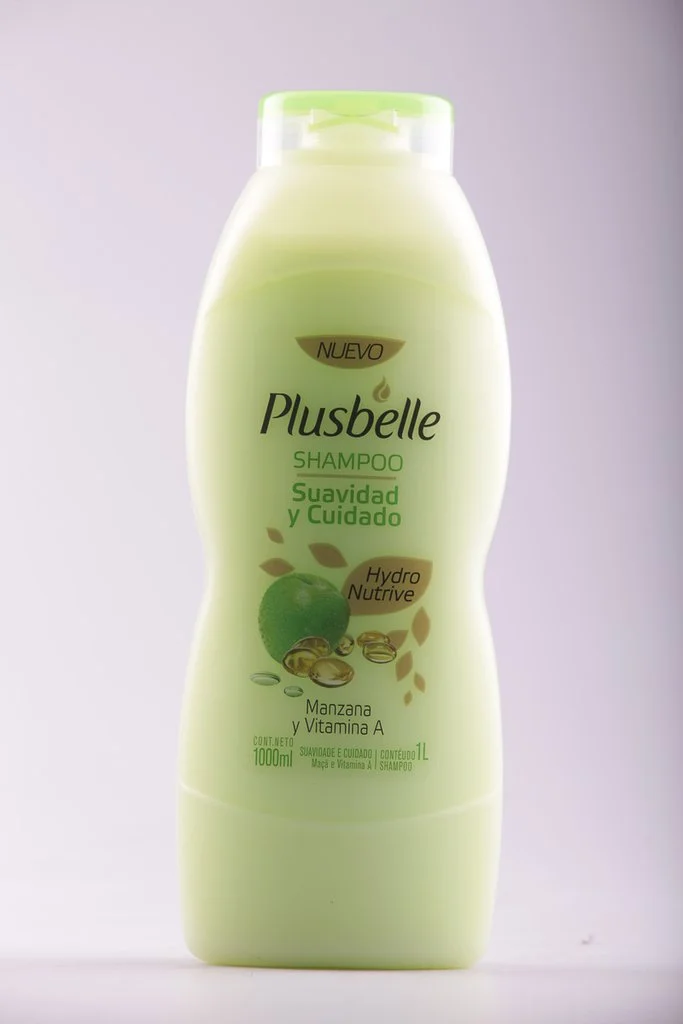 NUEVO
Plusbelle
SHAMPOO
Suavidad
y Cuidado
Hydro
Nutrive
Manzana
y Vitamina A
CONT.NETO
1000ml
SUAVIDADE E CUIDADO
Maçã e Vitamina A
CONTEÚDO 1L
SHAMPOO